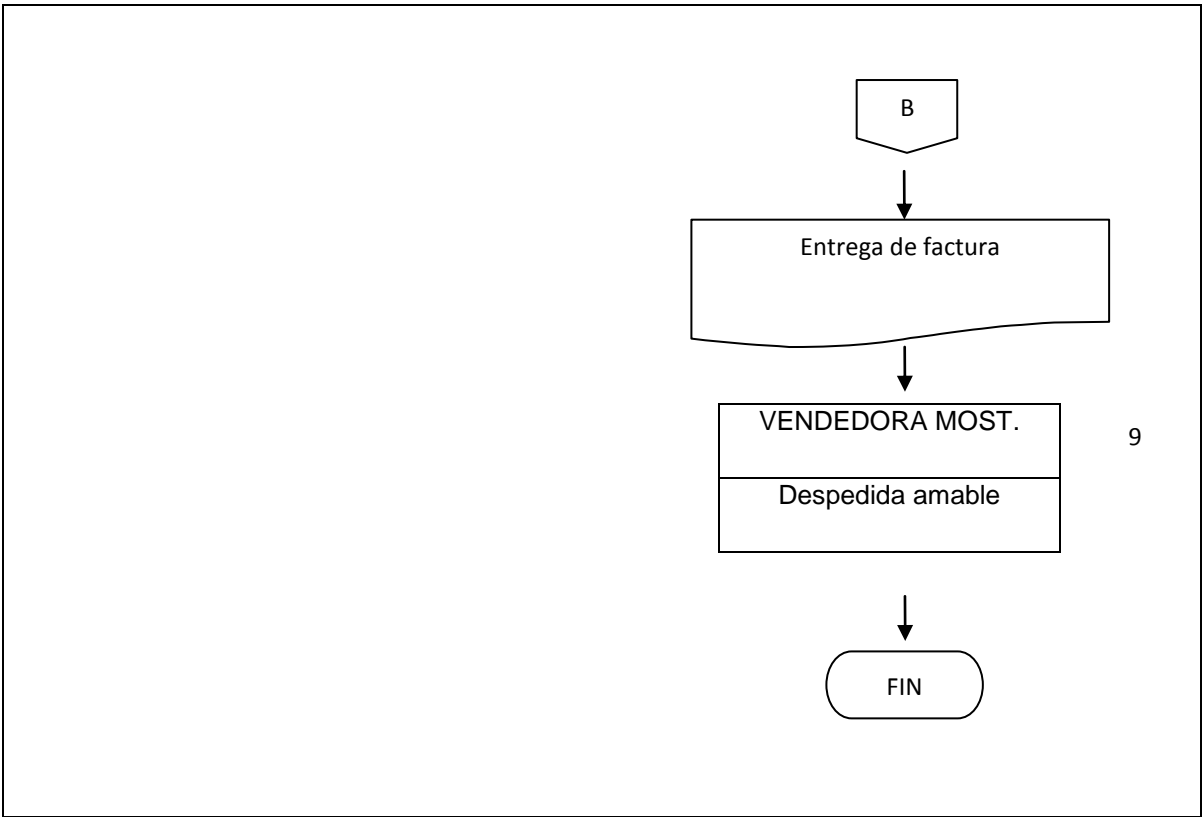 B
Entrega de factura
VENDEDORA MOST.
9
Despedida amable
FIN